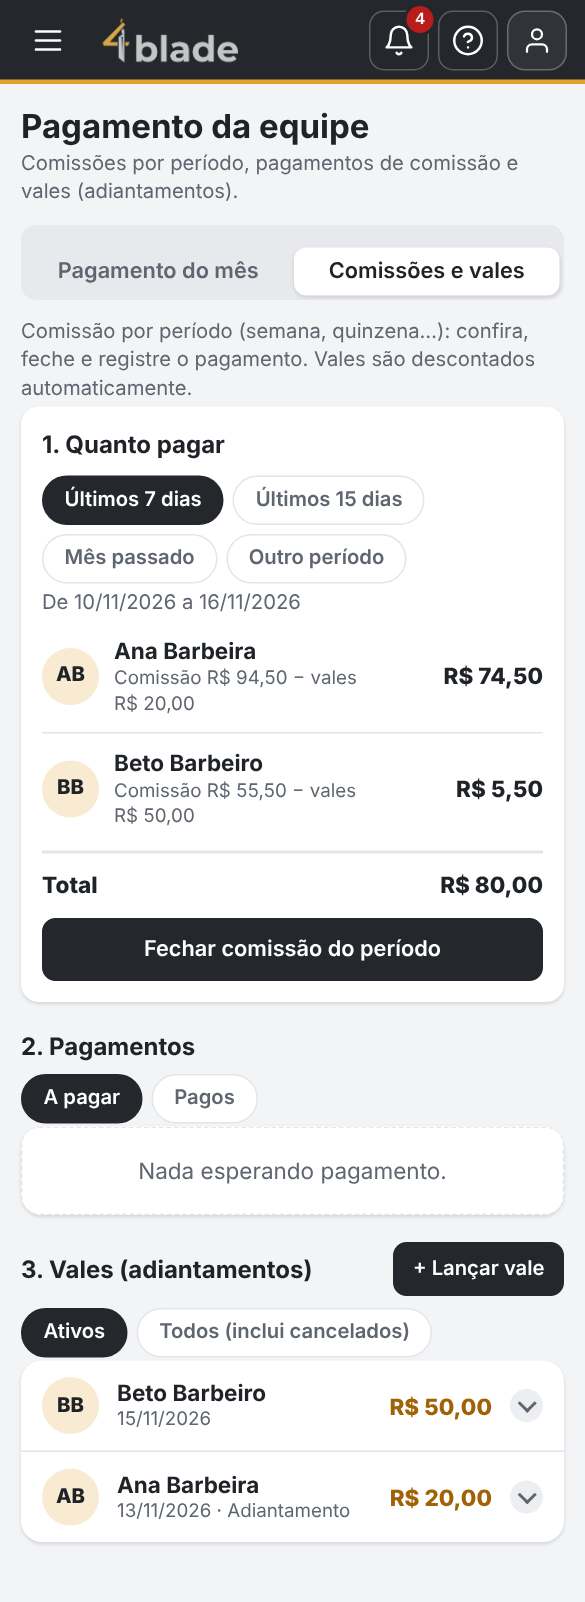 4blade
4
Pagamento da equipe
Comissões por período, pagamentos de comissão e
vales (adiantamentos).
Pagamento do mês
Comissões e vales
Comissão por período (semana, quinzena...): confira,
feche e registre o pagamento. Vales são descontados
automaticamente.
1. Quanto pagar
Últimos 7 dias
Últimos 15 dias
Mês passado
Outro período
De 10/11/2026 a 16/11/2026
AB
Ana Barbeira
Comissão R$ 94,50 − vales
R$ 20,00
R$ 74,50
BB
Beto Barbeiro
Comissão R$ 55,50 − vales
R$ 50,00
R$ 5,50
Total
R$ 80,00
Fechar comissão do período
2. Pagamentos
A pagar
Pagos
Nada esperando pagamento.
3. Vales (adiantamentos)
+ Lançar vale
Ativos
Todos (inclui cancelados)
BB
Beto Barbeiro
15/11/2026
R$ 50,00
AB
Ana Barbeira
13/11/2026 · Adiantamento
R$ 20,00